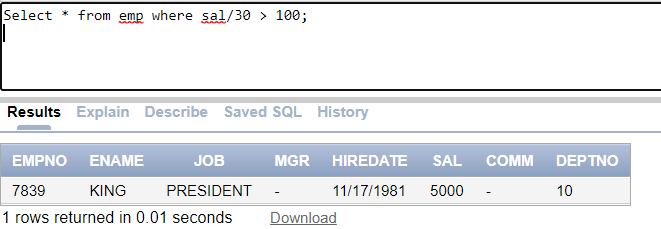 Select * from emp where sal/30 > 100;
Results Explain Describe Saved SQL History
EMPNO ENAME JOB MGR HIREDATE SAL COMM DEPTNO
7839 KING PRESIDENT - 11/17/1981 5000 - 10
1 rows returned in 0.01 seconds Download